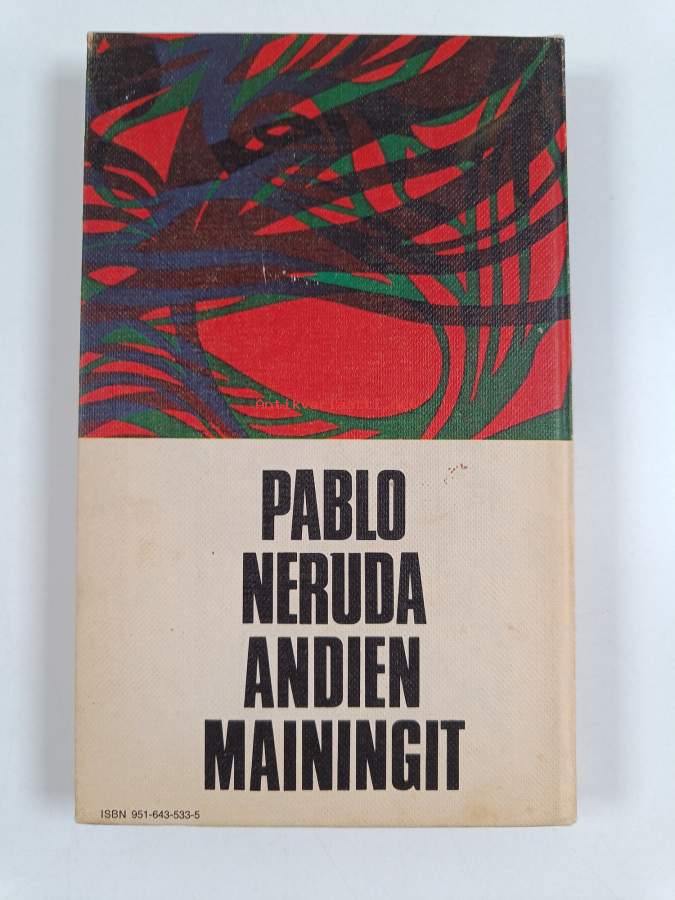 PABLO
NERUDA
ANDIEN
MAININGIT
ISBN 951-643-533-5